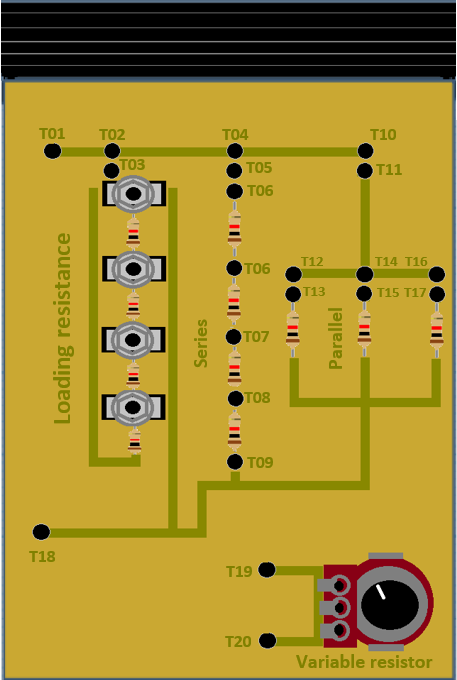 T01 T02 T04 T10
T03 T05 T11
T06
T06 T12 T14 T16
T13 T15 T17
Loading resistance
Series
Parallel
T07
T08
T09
T18
T19
T20
Variable resistor